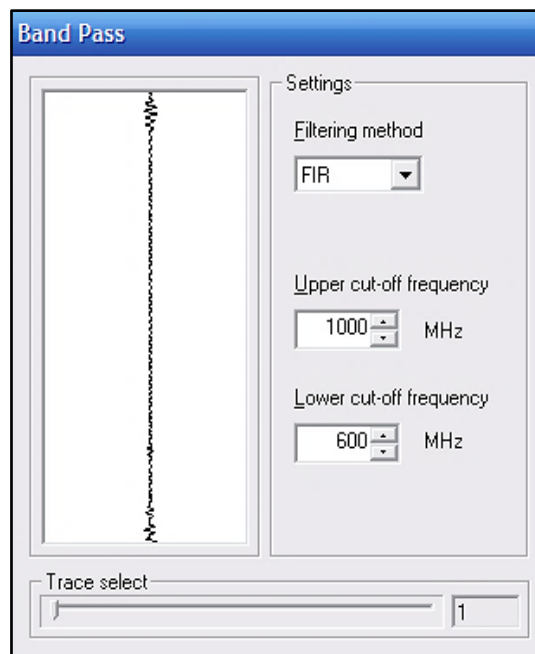 Band Pass
Settings
Filtering method
FIR
Upper cut-off frequency
1000 MHz
Lower cut-off frequency
600 MHz
Trace select
1